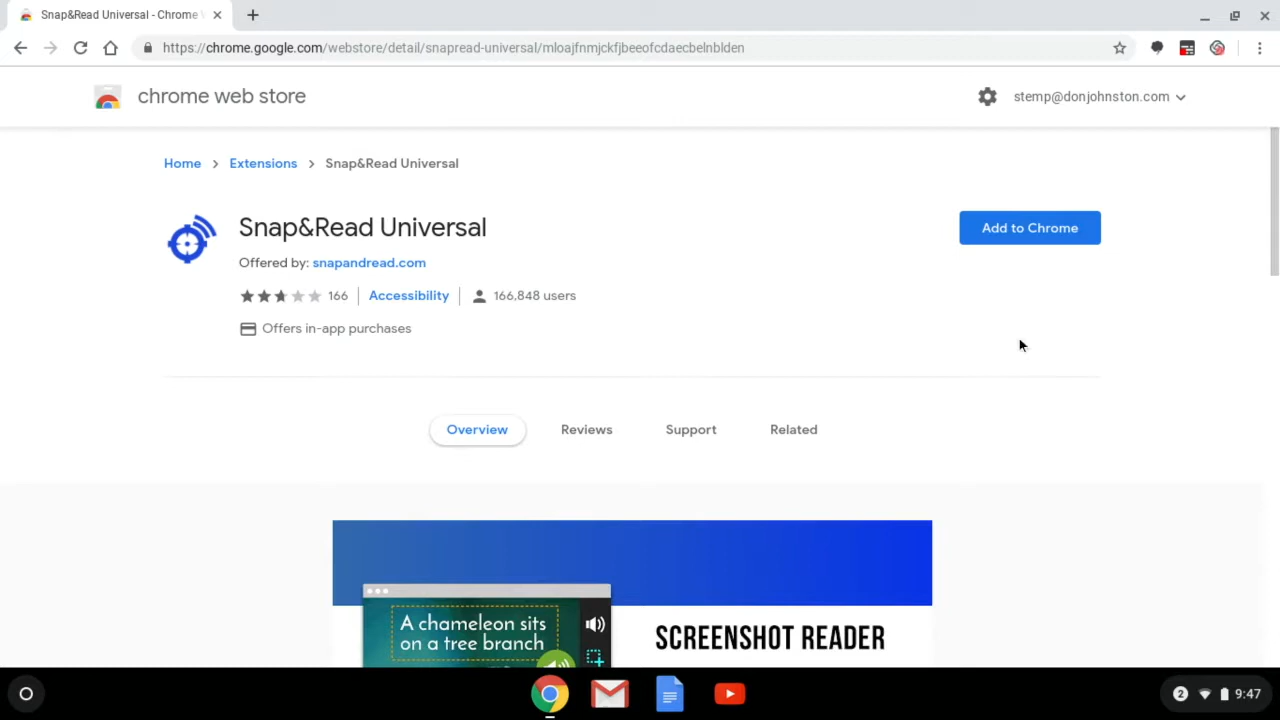 Snap&Read Universal - Chrome
https://chrome.google.com/webstore/detail/snapread-universal/mloajfnmjckfjbeeofcdaecbelnblden
chrome web store
stemp@donjohnston.com
Home > Extensions > Snap&Read Universal
Snap&Read Universal
Add to Chrome
Offered by: snapandread.com
166 | Accessibility | 166,848 users
Offers in-app purchases
Overview Reviews Support Related
A chameleon sits
on a tree branch
SCREENSHOT READER
2 9:47